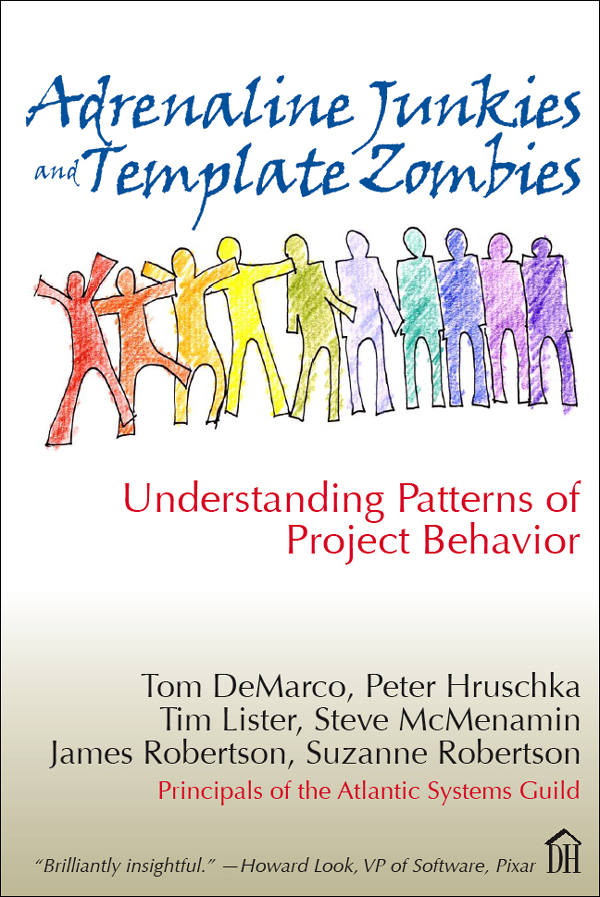 Adrenaline Junkies
and Template Zombies
Understanding Patterns of
Project Behavior
Tom DeMarco, Peter Hruschka
Tim Lister, Steve McMenamin
James Robertson, Suzanne Robertson
Principals of the Atlantic Systems Guild
“Brilliantly insightful.” —Howard Look, VP of Software, Pixar
DH